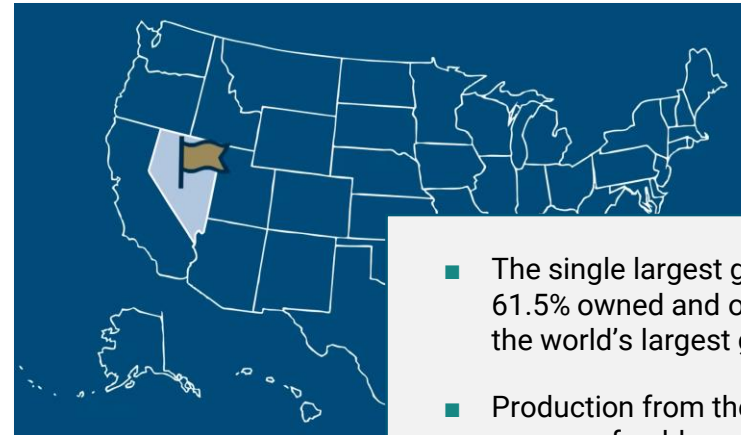 The single largest g
61.5% owned and o
the world's largest g
Production from the